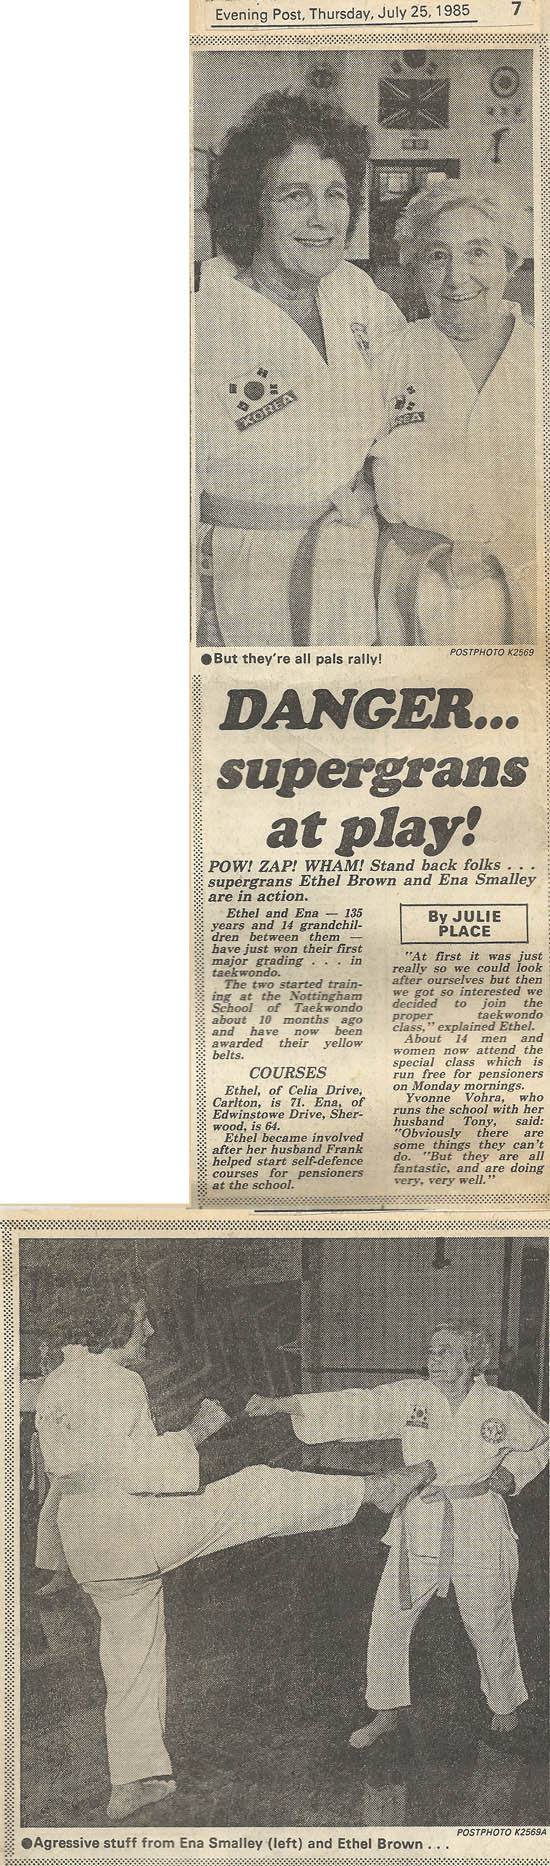 Evening Post, Thursday, July 25, 1985 7
KOREA
REA
●But they're all pals rally!
POSTPHOTO K2569
DANGER...
supergrans
at play!
POW! ZAP! WHAM! Stand back folks . . .
supergrans Ethel Brown and Ena Smalley
are in action.
Ethel and Ena — 135
years and 14 grandchil-
dren between them —
have just won their first
major grading . . . in
taekwondo.
The two started train-
ing at the Nottingham
School of Taekwondo
about 10 months ago
and have now been
awarded their yellow
belts.
COURSES
Ethel, of Celia Drive,
Carlton, is 71. Ena, of
Edwinstowe Drive, Sher-
wood, is 64.
Ethel became involved
after her husband Frank
helped start self-defence
courses for pensioners
at the school.
By JULIE
PLACE
"At first it was just
really so we could look
after ourselves but then
we got so interested we
decided to join the
proper taekwondo
class," explained Ethel.
About 14 men and
women now attend the
special class which is
run free for pensioners
on Monday mornings.
Yvonne Vohra, who
runs the school with her
husband Tony, said:
"Obviously there are
some things they can't
do. "But they are all
fantastic, and are doing
very, very well."
POSTPHOTO K2569A
●Agressive stuff from Ena Smalley (left) and Ethel Brown . . .